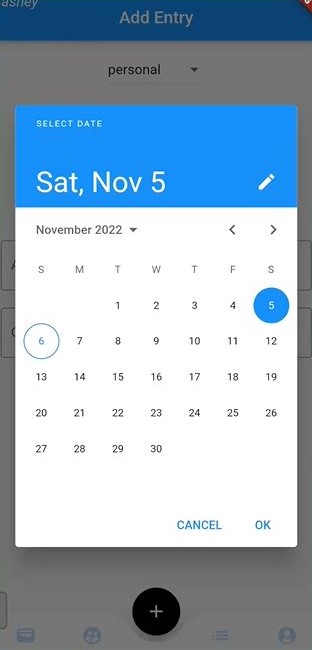 Add Entry
personal
SELECT DATE
Sat, Nov 5
November 2022
S M T W T F S
1 2 3 4 5
6 7 8 9 10 11 12
13 14 15 16 17 18 19
20 21 22 23 24 25 26
27 28 29 30
CANCEL OK